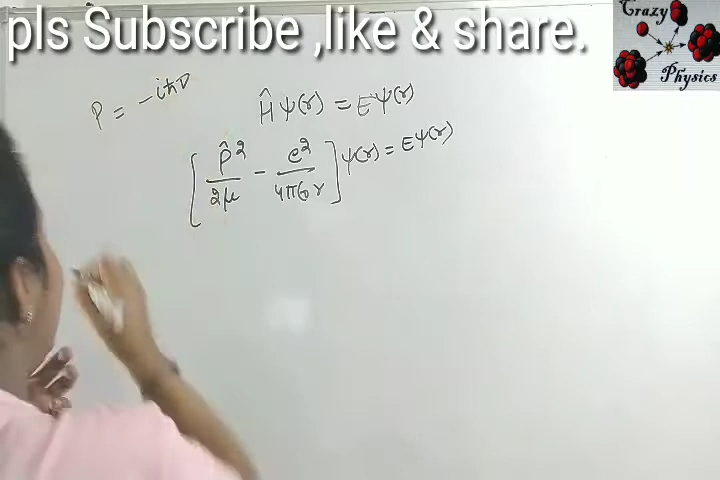 pls Subscribe ,like & share.
Crazy
Physics
P = -iħ∇
Ĥψ(r) = Eψ(r)
[P̂²/2μ - e²/4πε₀r]ψ(r) = Eψ(r)